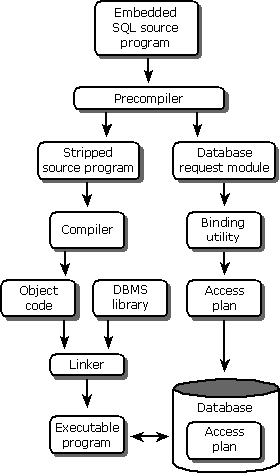 Embedded
SQL source
program
Precompiler
Stripped
source program
Database
request module
Compiler
Binding
utility
Object
code
DBMS
library
Access
plan
Linker
Executable
program
Database
Access
plan